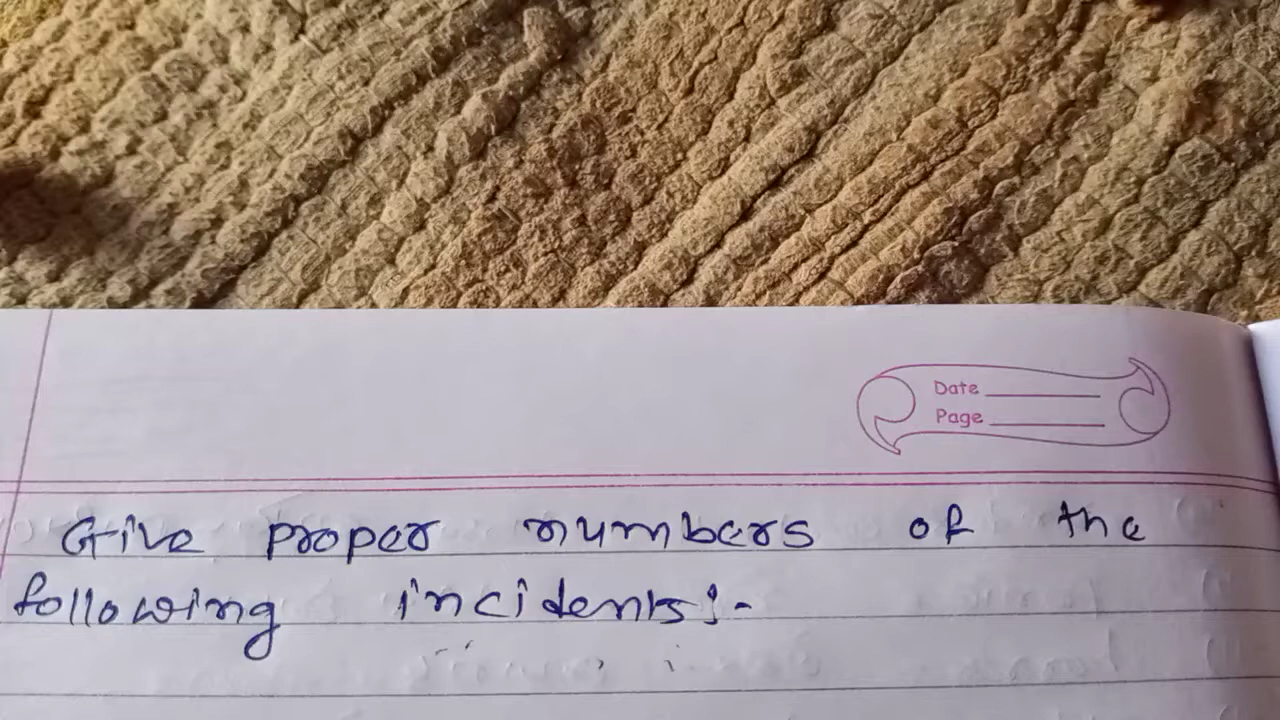 Date
Page
Give proper numbers of the
following incidents:-